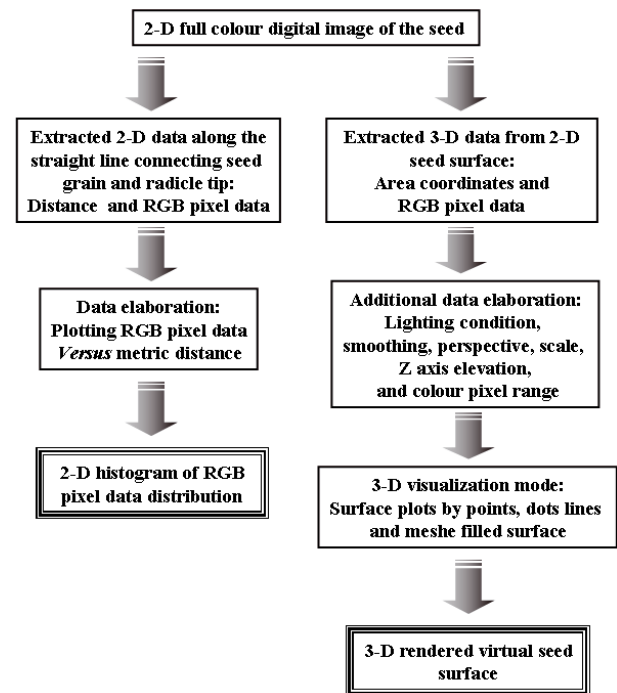 2-D full colour digital image of the seed
Extracted 2-D data along the
straight line connecting seed
grain and radicle tip:
Distance and RGB pixel data
Data elaboration:
Plotting RGB pixel data
Versus metric distance
2-D histogram of RGB
pixel data distribution
Extracted 3-D data from 2-D
seed surface:
Area coordinates and
RGB pixel data
Additional data elaboration:
Lighting condition,
smoothing, perspective, scale,
Z axis elevation,
and colour pixel range
3-D visualization mode:
Surface plots by points, dots lines
and meshe filled surface
3-D rendered virtual seed
surface